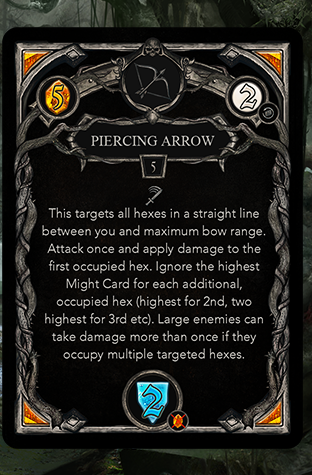 5
2
PIERCING ARROW
5
This targets all hexes in a straight line
between you and maximum bow range.
Attack once and apply damage to the
first occupied hex. Ignore the highest
Might Card for each additional,
occupied hex (highest for 2nd, two
highest for 3rd etc). Large enemies can
take damage more than once if they
occupy multiple targeted hexes.
2